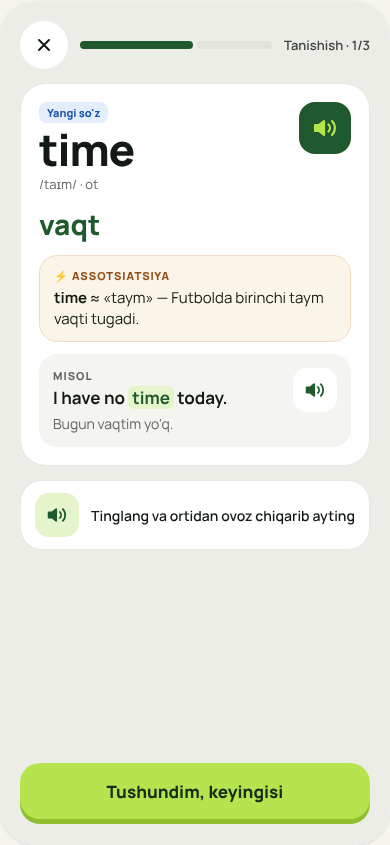 Tanishish · 1/3
Yangi so'z
time
/taɪm/ · ot
vaqt
⚡ ASSOTSIATSIYA
time ≈ «taym» — Futbolda birinchi taym
vaqti tugadi.
MISOL
I have no time today.
Bugun vaqtim yo'q.
Tinglang va ortidan ovoz chiqarib ayting
Tushundim, keyingisi